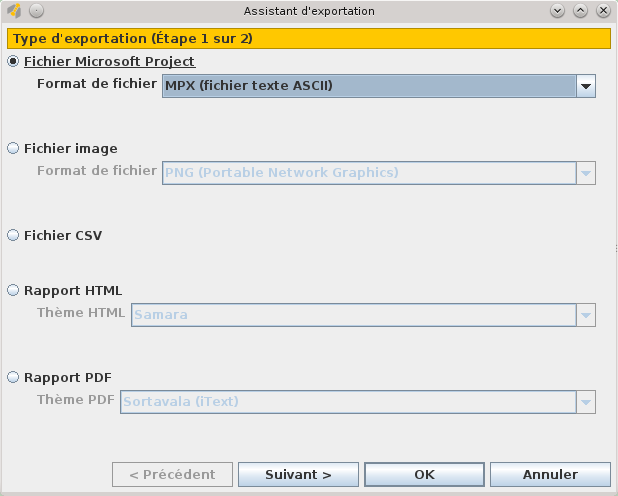 Assistant d'exportation
Type d'exportation (Étape 1 sur 2)
Fichier Microsoft Project
Format de fichier MPX (fichier texte ASCII)
Fichier image
Format de fichier PNG (Portable Network Graphics)
Fichier CSV
Rapport HTML
Thème HTML Samara
Rapport PDF
Thème PDF Sortavala (iText)
< Précédent Suivant > OK Annuler